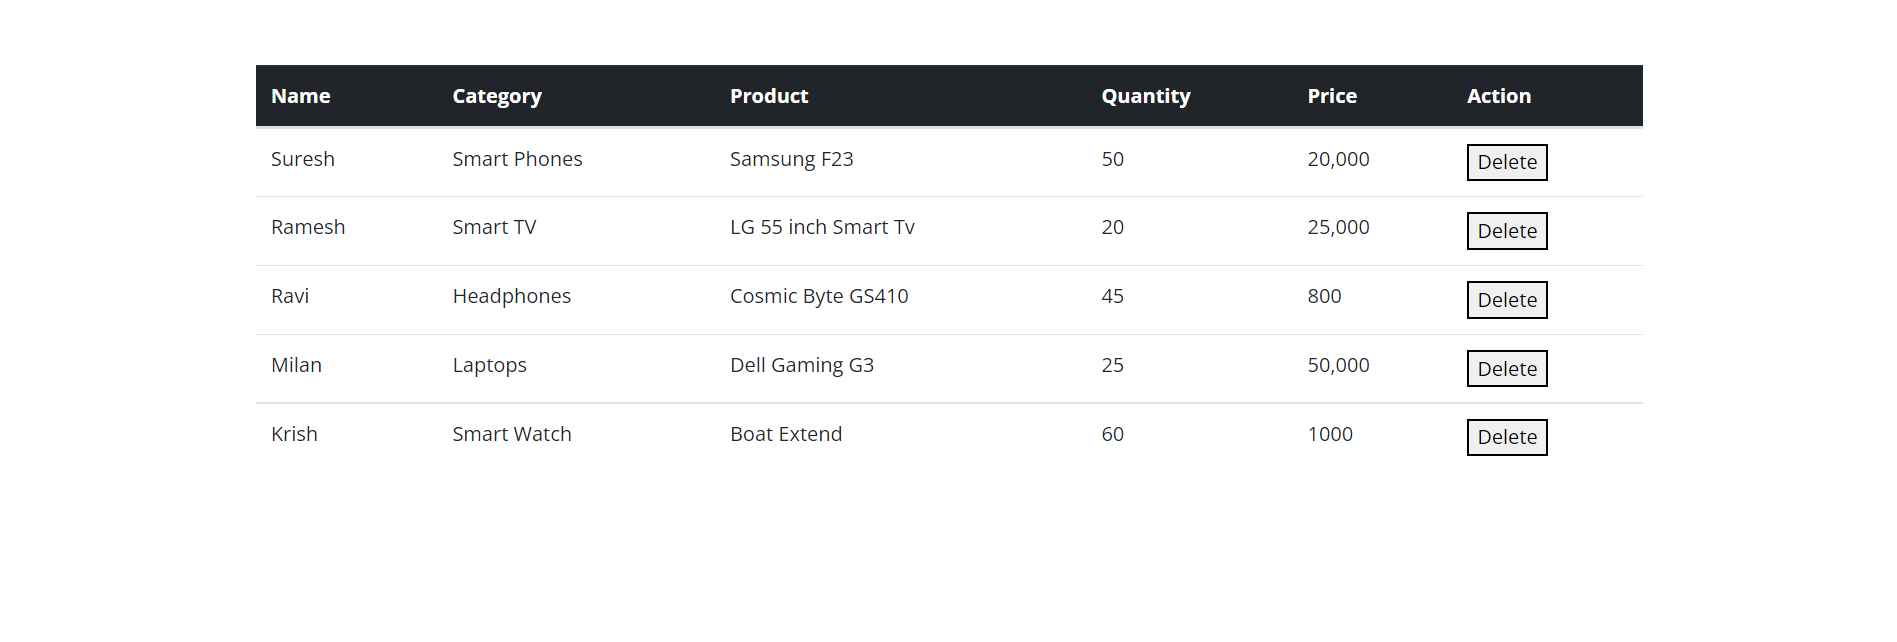 Name Category Product Quantity Price Action
Suresh Smart Phones Samsung F23 50 20,000 Delete
Ramesh Smart TV LG 55 inch Smart Tv 20 25,000 Delete
Ravi Headphones Cosmic Byte GS410 45 800 Delete
Milan Laptops Dell Gaming G3 25 50,000 Delete
Krish Smart Watch Boat Extend 60 1000 Delete